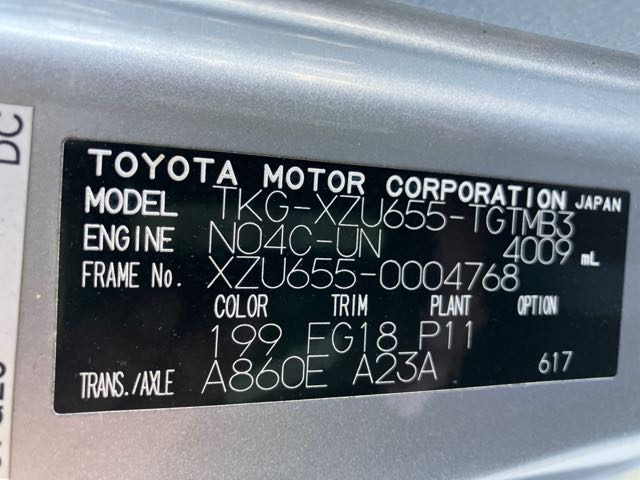 TOYOTA MOTOR CORPORATION JAPAN
MODEL TKG-XZU655-TGTMB3
ENGINE N04C-UN 4009 mL
FRAME No. XZU655-0004768
COLOR TRIM PLANT OPTION
199 FG18 P11
TRANS./AXLE A860E A23A 617
DC